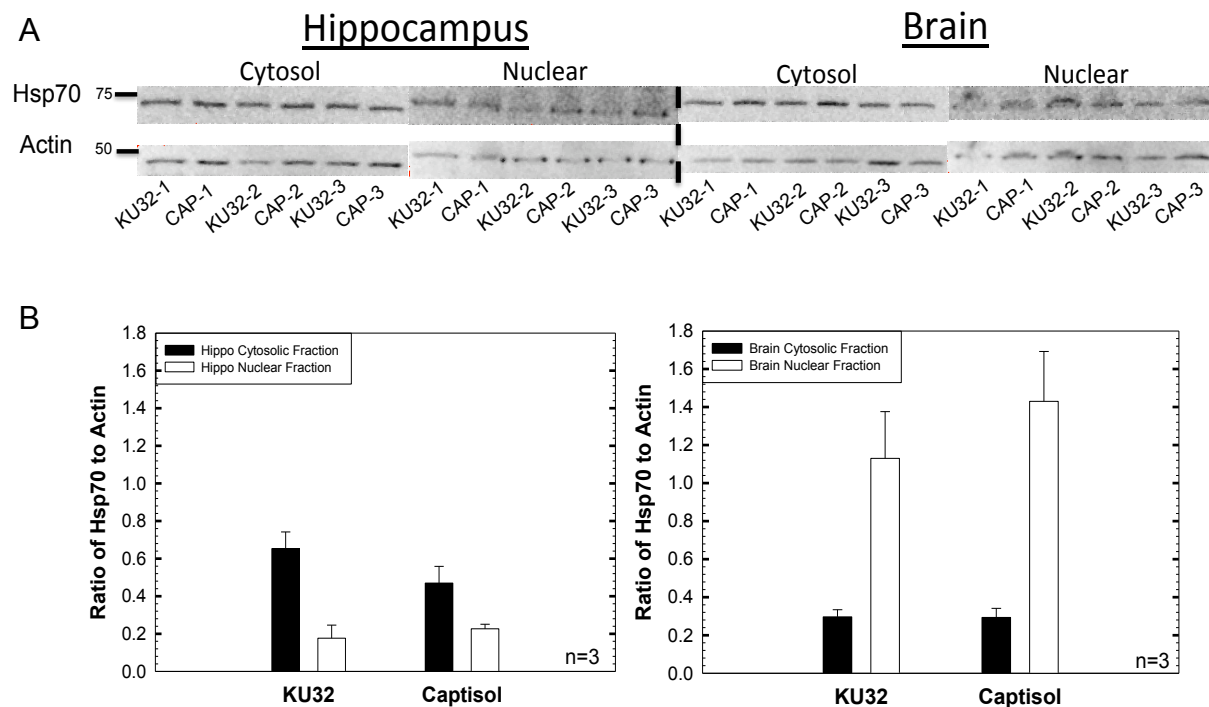 A
Hippocampus Brain
Cytosol Nuclear Cytosol Nuclear
Hsp70 75
Actin 50
KU32-1 CAP-1 KU32-2 CAP-2 KU32-3 CAP-3 KU32-1 CAP-1 KU32-2 CAP-2 KU32-3 CAP-3 KU32-1 CAP-1 KU32-2 CAP-2 KU32-3 CAP-3 KU32-1 CAP-1 KU32-2 CAP-2 KU32-3 CAP-3
B
Ratio of Hsp70 to Actin
1.8
1.6
1.4
1.2
1.0
0.8
0.6
0.4
0.2
0.0
Hippo Cytosolic Fraction
Hippo Nuclear Fraction
n=3
KU32 Captisol
Ratio of Hsp70 to Actin
1.8
1.6
1.4
1.2
1.0
0.8
0.6
0.4
0.2
0.0
Brain Cytosolic Fraction
Brain Nuclear Fraction
n=3
KU32 Captisol